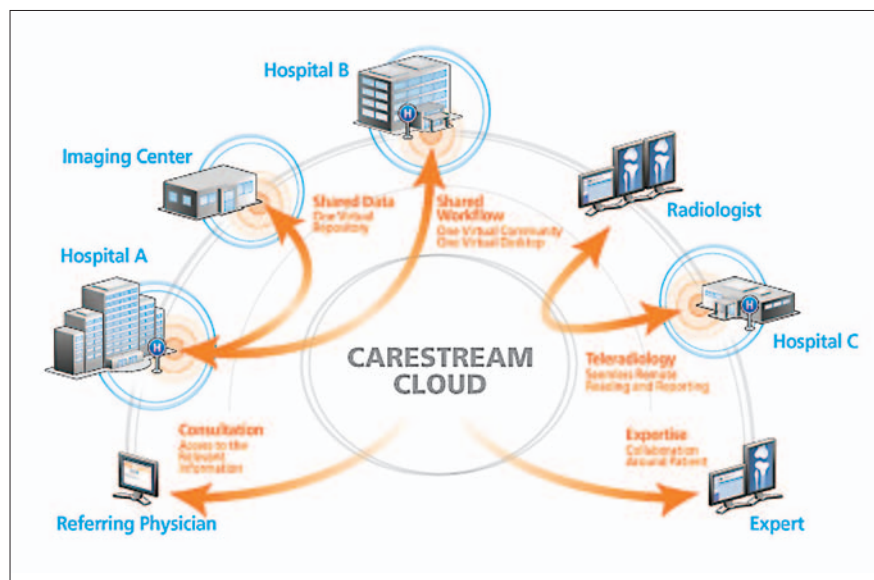 Hospital B
Imaging Center
Shared Data
One Virtual
Repository
Shared
Workflow
One Virtual Community
One Virtual Desktop
Radiologist
Hospital A
H
H
H
Hospital C
CARESTREAM
CLOUD
Teleradiology
Seamless Remote
Reading and Reporting
Consultation
Access to the
Relevant
Information
Expertise
Collaboration
Around Patient
Referring Physician
Expert